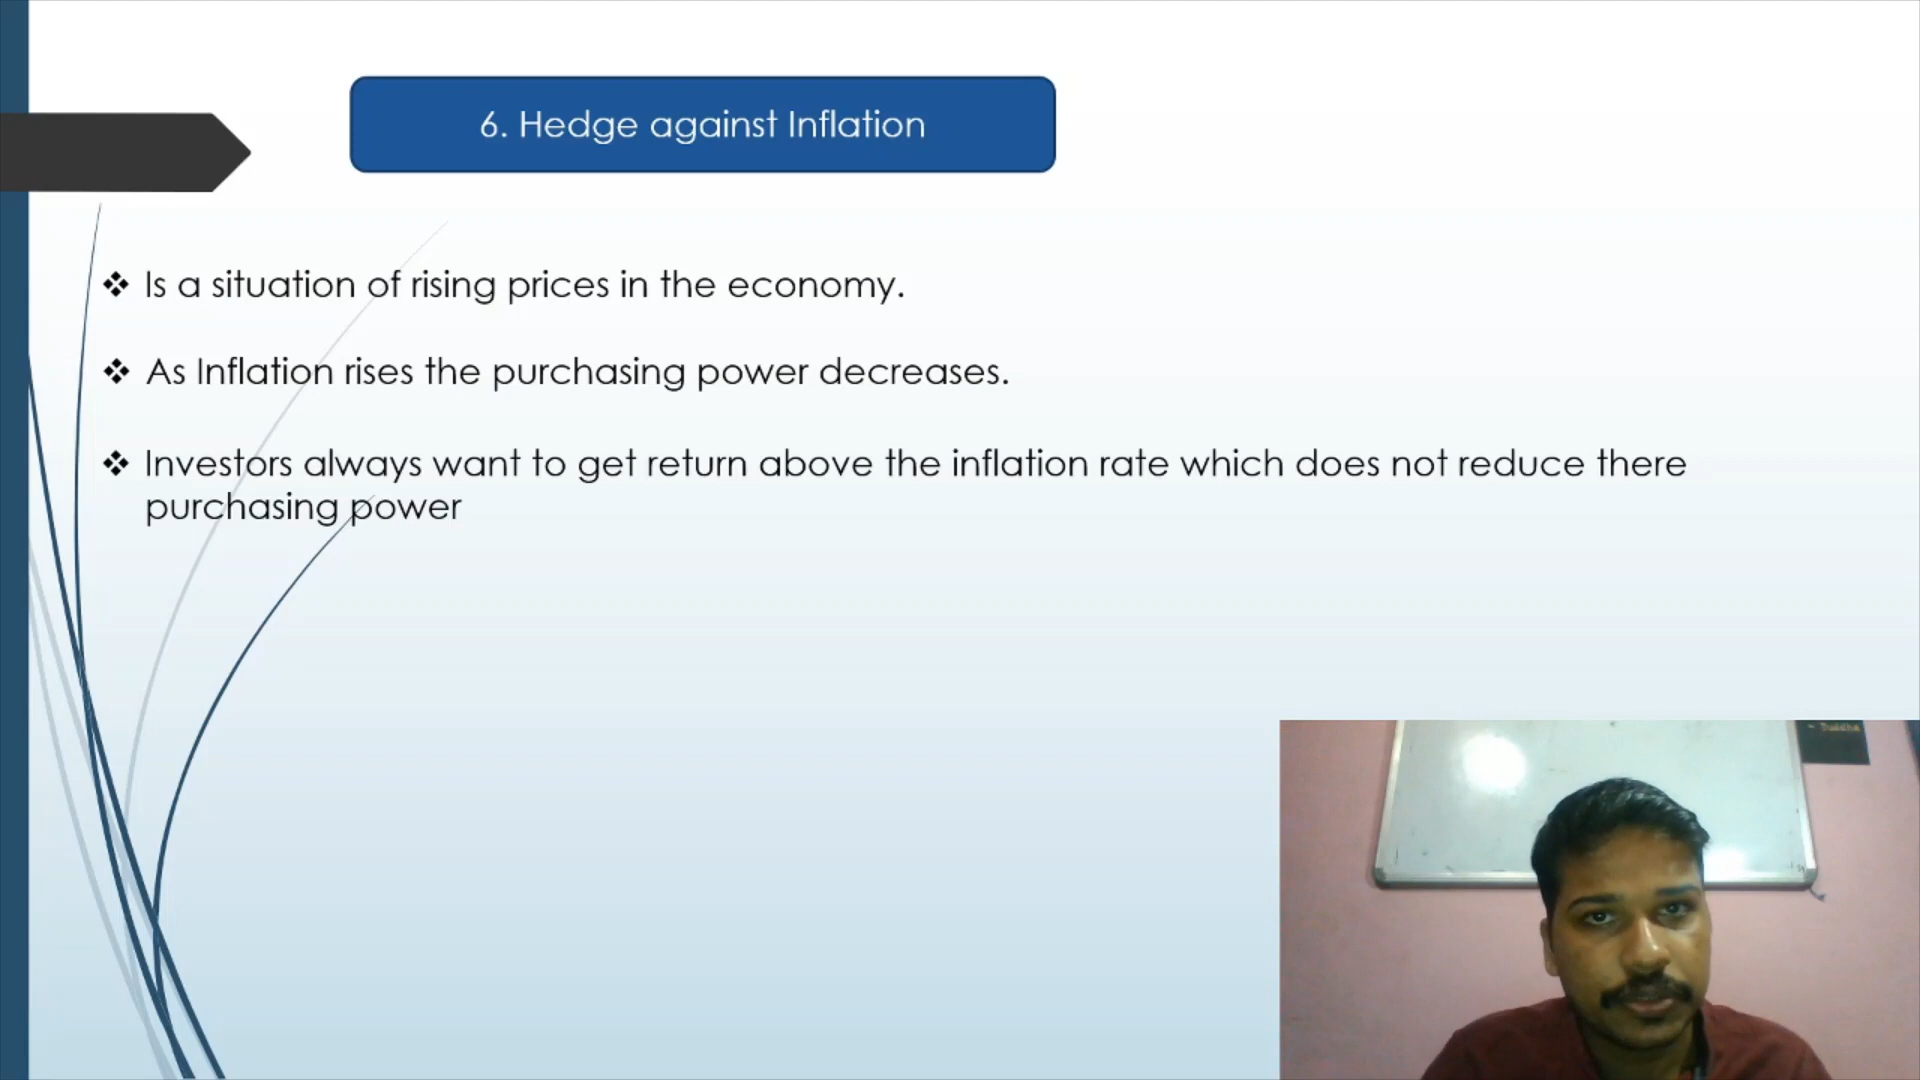 6. Hedge against Inflation
❖ Is a situation of rising prices in the economy.
❖ As Inflation rises the purchasing power decreases.
❖ Investors always want to get return above the inflation rate which does not reduce there
purchasing power
- Buddha